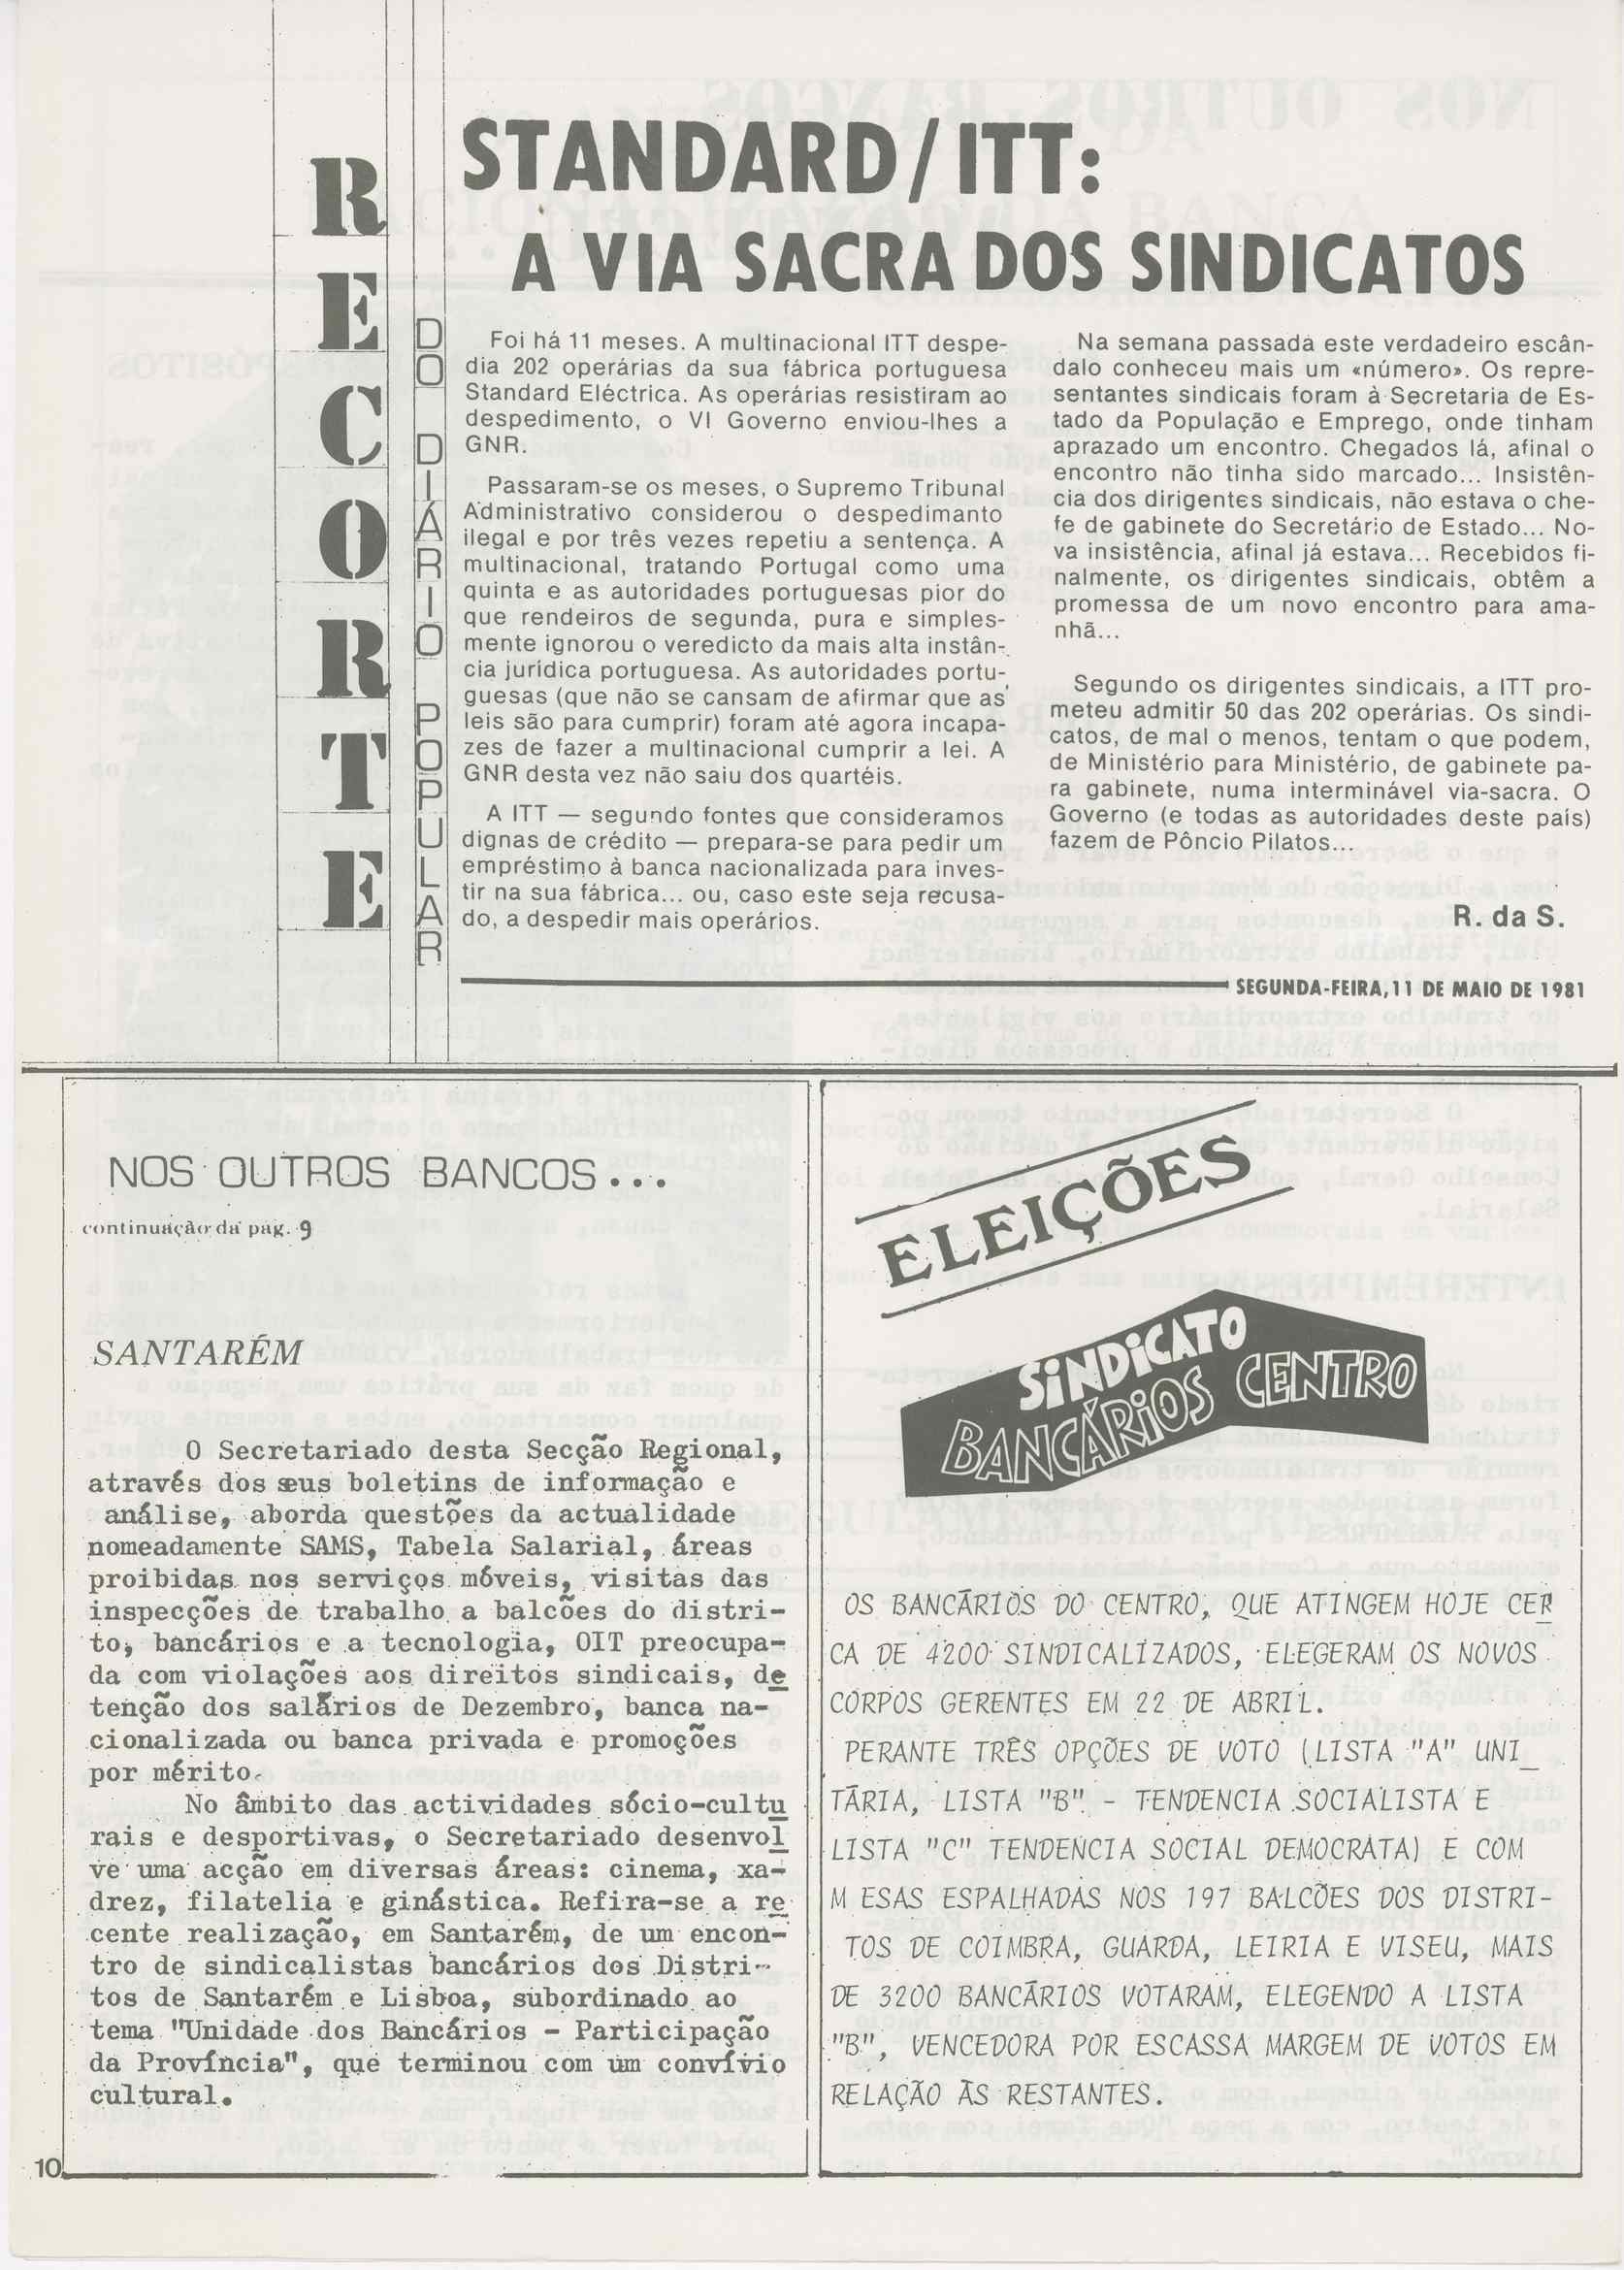 RECORTE
DO DIÁRIO POPULAR
STANDARD/ITT:
A VIA SACRA DOS SINDICATOS
Foi há 11 meses. A multinacional ITT despe-
dia 202 operárias da sua fábrica portuguesa
Standard Eléctrica. As operárias resistiram ao
despedimento, o VI Governo enviou-lhes a
GNR.
Passaram-se os meses, o Supremo Tribunal
Administrativo considerou o despedimanto
ilegal e por três vezes repetiu a sentença. A
multinacional, tratando Portugal como uma
quinta e as autoridades portuguesas pior do
que rendeiros de segunda, pura e simples-
mente ignorou o veredicto da mais alta instân-
cia jurídica portuguesa. As autoridades portu-
guesas (que não se cansam de afirmar que as
leis são para cumprir) foram até agora incapa-
zes de fazer a multinacional cumprir a lei. A
GNR desta vez não saiu dos quartéis.
A ITT — segundo fontes que consideramos
dignas de crédito — prepara-se para pedir um
empréstimo à banca nacionalizada para inves-
tir na sua fábrica... ou, caso este seja recusa-
do, a despedir mais operários.
Na semana passada este verdadeiro escân-
dalo conheceu mais um «número». Os repre-
sentantes sindicais foram à Secretaria de Es-
tado da População e Emprego, onde tinham
aprazado um encontro. Chegados lá, afinal o
encontro não tinha sido marcado... Insistên-
cia dos dirigentes sindicais, não estava o che-
fe de gabinete do Secretário de Estado... No-
va insistência, afinal já estava... Recebidos fi-
nalmente, os dirigentes sindicais, obtêm a
promessa de um novo encontro para ama-
nhã...
Segundo os dirigentes sindicais, a ITT pro-
meteu admitir 50 das 202 operárias. Os sindi-
catos, de mal o menos, tentam o que podem,
de Ministério para Ministério, de gabinete pa-
ra gabinete, numa interminável via-sacra. O
Governo (e todas as autoridades deste país)
fazem de Pôncio Pilatos...
R. da S.
SEGUNDA-FEIRA, 11 DE MAIO DE 1981
NOS OUTROS BANCOS...
continuação da pág. 9
SANTARÉM
O Secretariado desta Secção Regional,
através dos seus boletins de informação e
análise, aborda questões da actualidade
nomeadamente SAMS, Tabela Salarial, áreas
proibidas nos serviços móveis, visitas das
inspecções de trabalho a balcões do distri-
to, bancários e a tecnologia, OIT preocupa-
da com violações aos direitos sindicais, de
tenção dos salários de Dezembro, banca na-
cionalizada ou banca privada e promoções
por mérito.
No âmbito das actividades sócio-cultu
rais e desportivas, o Secretariado desenvol
ve uma acção em diversas áreas: cinema, xa-
drez, filatelia e ginástica. Refira-se a re
cente realização, em Santarém, de um encon-
tro de sindicalistas bancários dos Distri-
tos de Santarém e Lisboa, subordinado ao
tema "Unidade dos Bancários - Participação
da Província", que terminou com um convívio
cultural.
ELEIÇÕES
SINDICATO
BANCÁRIOS CENTRO
OS BANCÁRIOS DO CENTRO, QUE ATINGEM HOJE CER
CA DE 4200 SINDICALIZADOS, ELEGERAM OS NOVOS
CORPOS GERENTES EM 22 DE ABRIL.
PERANTE TRÊS OPÇÕES DE VOTO (LISTA "A" UNI_
TÁRIA, LISTA "B" - TENDENCIA SOCIALISTA E
LISTA "C" TENDENCIA SOCIAL DEMOCRATA) E COM
M ESAS ESPALHADAS NOS 197 BALCÕES DOS DISTRI-
TOS DE COIMBRA, GUARDA, LEIRIA E VISEU, MAIS
DE 3200 BANCÁRIOS VOTARAM, ELEGENDO A LISTA
"B", VENCEDORA POR ESCASSA MARGEM DE VOTOS EM
RELAÇÃO ÀS RESTANTES.
10